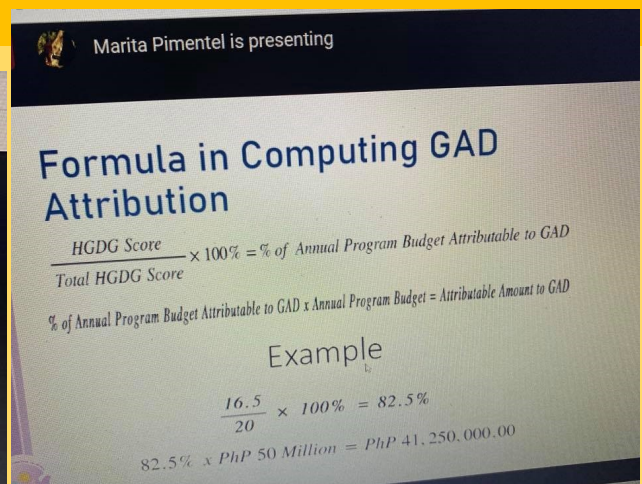 Marita Pimentel is presenting
Formula in Computing GAD
Attribution
HGDG Score
Total HGDG Score
x 100% = % of Annual Program Budget Attributable to GAD
% of Annual Program Budget Attributable to GAD x Annual Program Budget = Attributable Amount to GAD
Example
16.5
20
x 100% = 82.5%
82.5% x PhP 50 Million = PhP 41,250,000.00